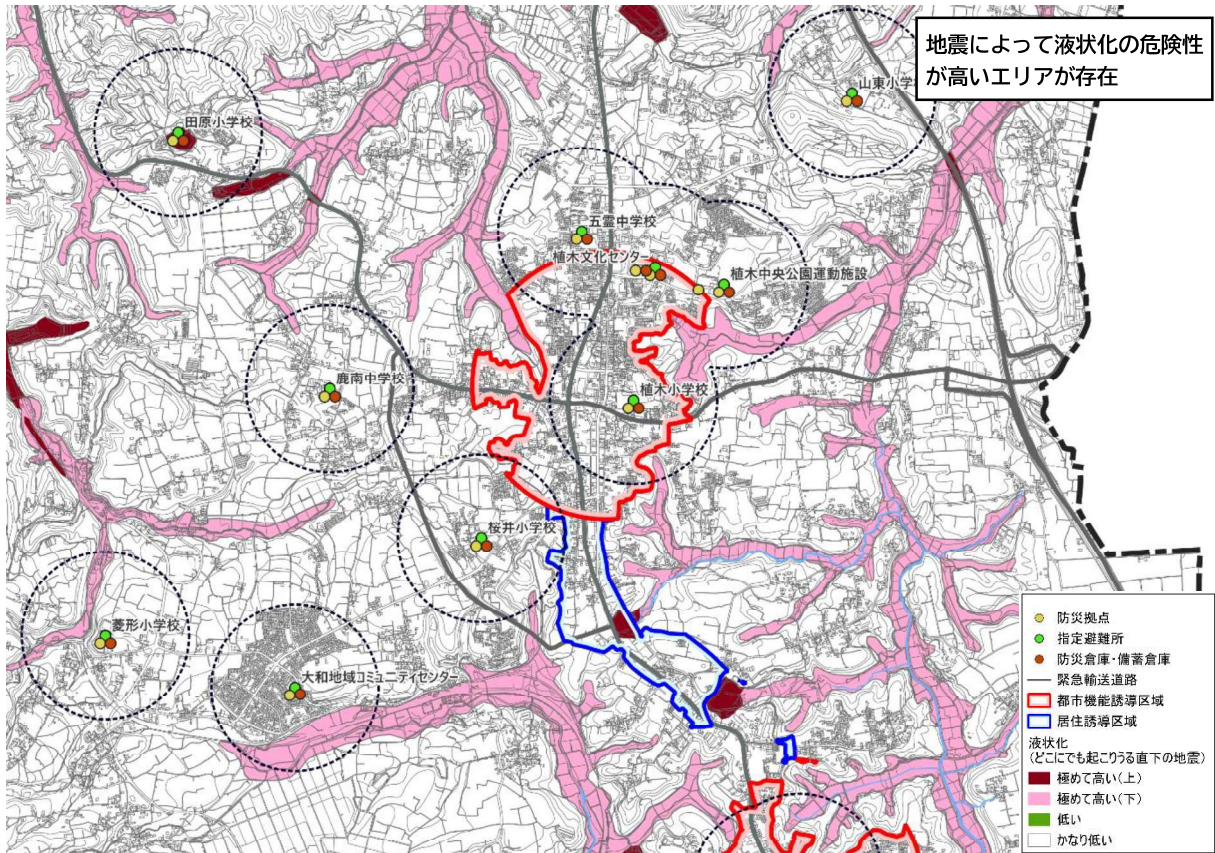 地震によって液状化の危険性
が高いエリアが存在
山東小学
田原小学校
五霊中学校
植木文化センター
植木中央公園運動施設
鹿南中学校
植木小学校
桜井小学校
菱形小学校
大和地域コミュニティセンター
防災拠点
指定避難所
防災倉庫・備蓄倉庫
緊急輸送道路
都市機能誘導区域
居住誘導区域
液状化
(どこにでも起こりうる直下の地震)
極めて高い(上)
極めて高い(下)
低い
かなり低い